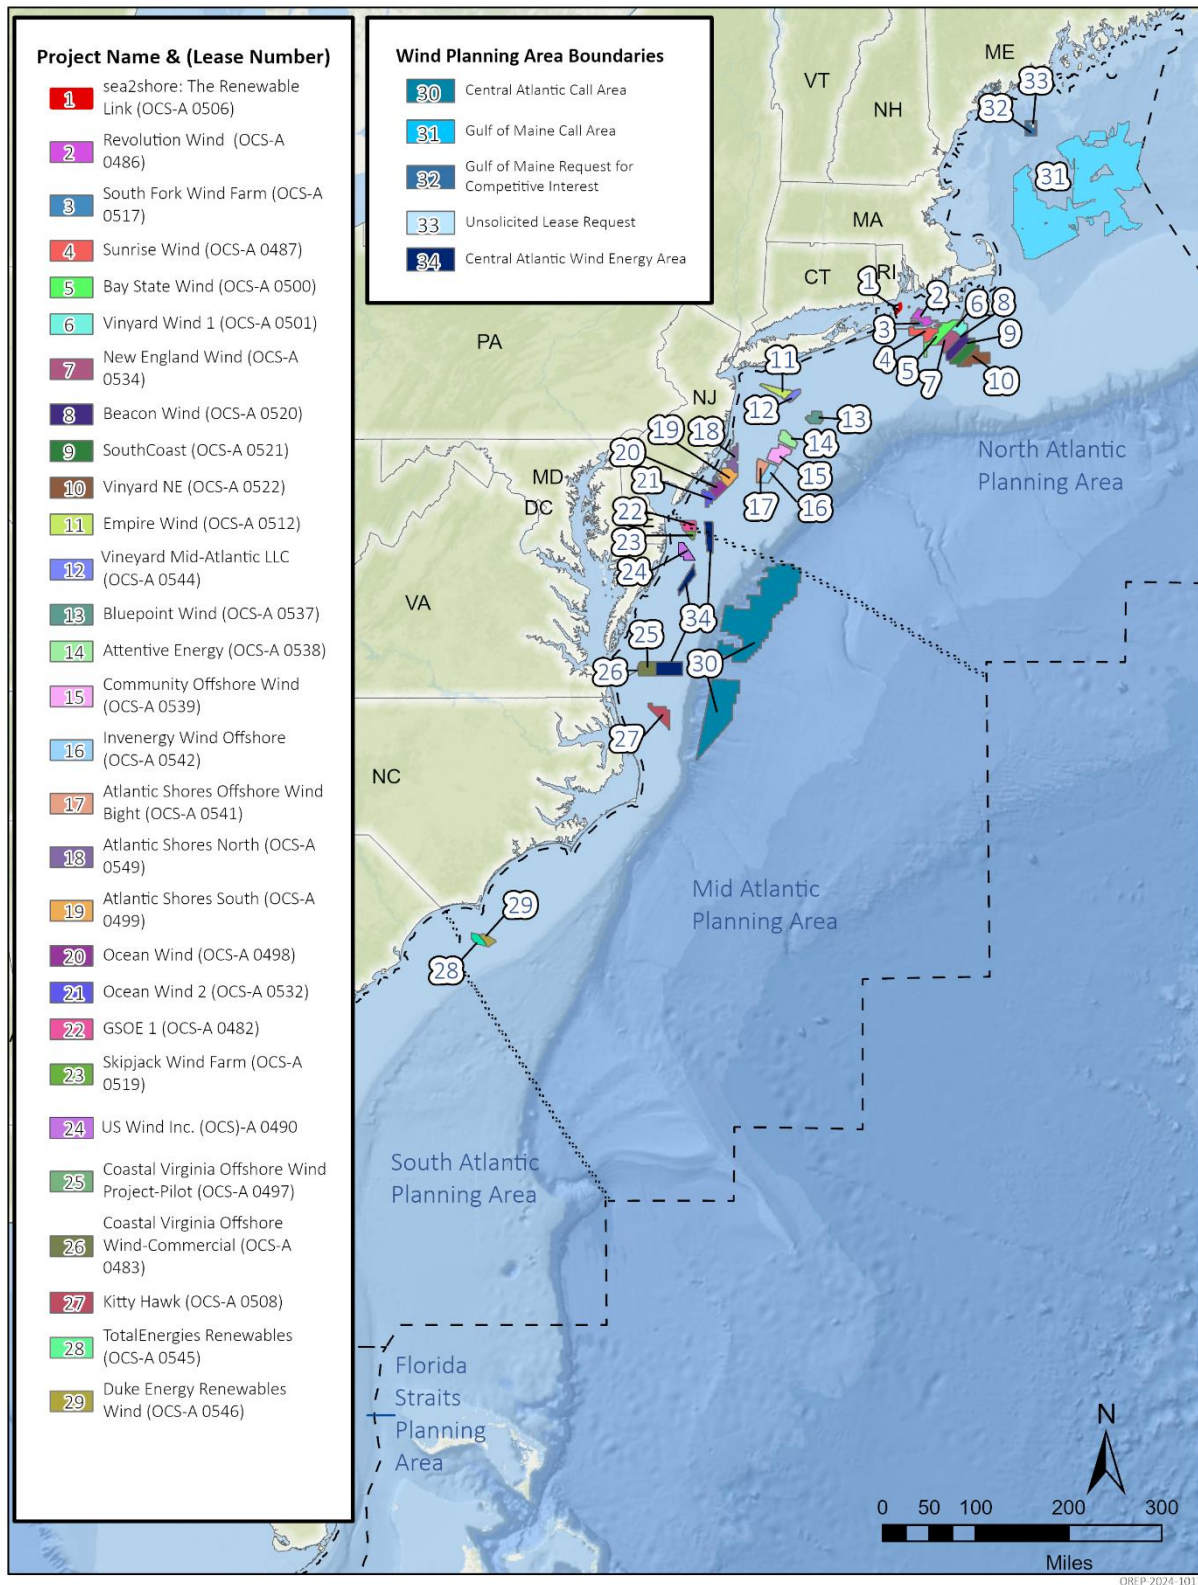 Project Name & (Lease Number)
1
sea2shore: The Renewable
Link (OCS-A 0506)
2
Revolution Wind (OCS-A
0486)
3
South Fork Wind Farm (OCS-A
0517)
4
Sunrise Wind (OCS-A 0487)
5
Bay State Wind (OCS-A 0500)
6
Vinyard Wind 1 (OCS-A 0501)
7
New England Wind (OCS-A
0534)
8
Beacon Wind (OCS-A 0520)
9
SouthCoast (OCS-A 0521)
10
Vinyard NE (OCS-A 0522)
11
Empire Wind (OCS-A 0512)
12
Vineyard Mid-Atlantic LLC
(OCS-A 0544)
13
Bluepoint Wind (OCS-A 0537)
14
Attentive Energy (OCS-A 0538)
15
Community Offshore Wind
(OCS-A 0539)
16
Invenergy Wind Offshore
(OCS-A 0542)
17
Atlantic Shores Offshore Wind
Bight (OCS-A 0541)
18
Atlantic Shores North (OCS-A
0549)
19
Atlantic Shores South (OCS-A
0499)
20
Ocean Wind (OCS-A 0498)
21
Ocean Wind 2 (OCS-A 0532)
22
GSOE 1 (OCS-A 0482)
23
Skipjack Wind Farm (OCS-A
0519)
24
US Wind Inc. (OCS)-A 0490
25
Coastal Virginia Offshore Wind
Project-Pilot (OCS-A 0497)
26
Coastal Virginia Offshore
Wind-Commercial (OCS-A
0483)
27
Kitty Hawk (OCS-A 0508)
28
TotalEnergies Renewables
(OCS-A 0545)
29
Duke Energy Renewables
Wind (OCS-A 0546)
Wind Planning Area Boundaries
30
Central Atlantic Call Area
31
Gulf of Maine Call Area
32
Gulf of Maine Request for
Competitive Interest
33
Unsolicited Lease Request
34
Central Atlantic Wind Energy Area
ME
VT
NH
33
32
31
MA
CT
RI
1
2
6
8
3
9
4
5
7
10
PA
11
NJ
12
13
19
18
14
20
15
MD
21
17
16
DC
22
23
24
VA
34
25
30
26
27
NC
29
28
North Atlantic
Planning Area
Mid Atlantic
Planning Area
South Atlantic
Planning Area
Florida
Straits
Planning
Area
N
0 50 100 200 300
Miles
OREP-2024-101